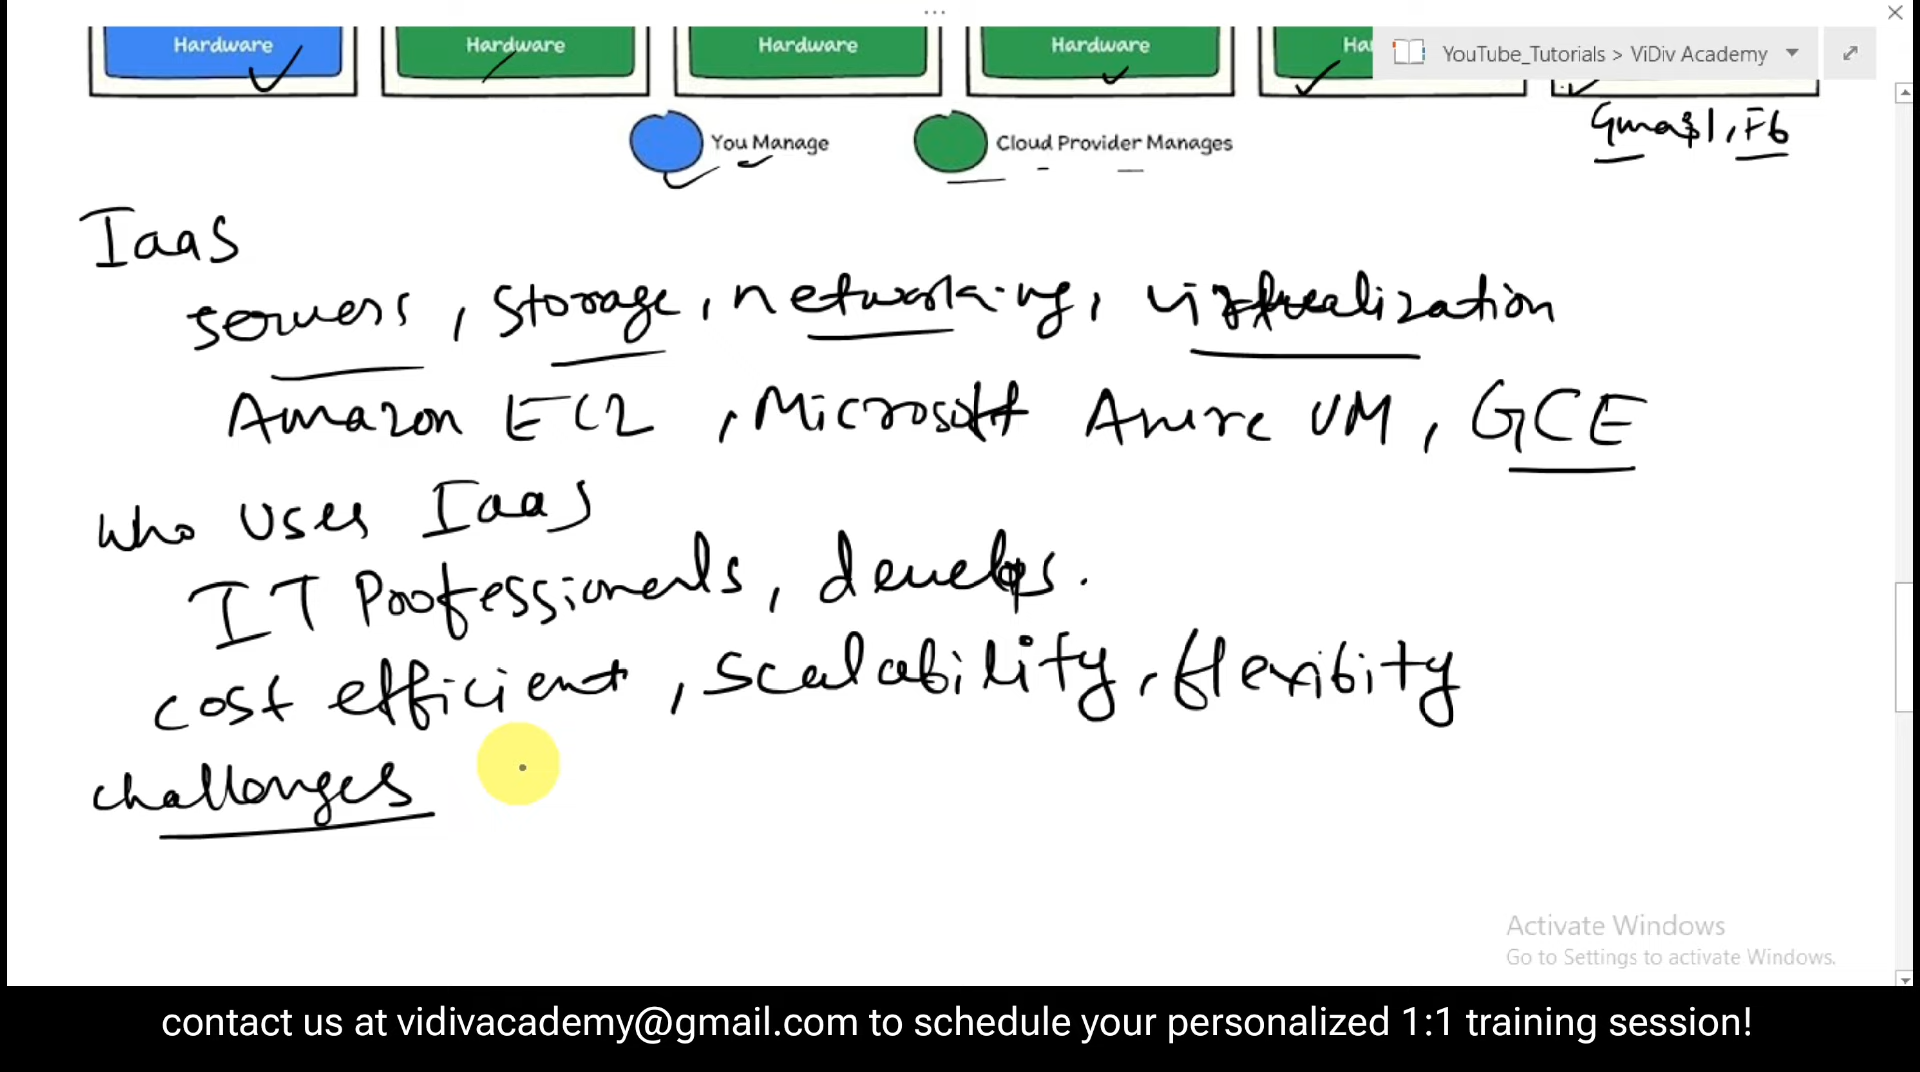 Hardware Hardware Hardware Hardware Ha
YouTube_Tutorials > ViDiv Academy
You Manage Cloud Provider Manages
Gmail, Fb
IaaS
servers, storage, networking, virtualization
Amazon EC2, Microsoft Azure VM, GCE
Who Uses IaaS
IT Professionals, develops.
cost efficient, scalability, flexibity
challenges
Activate Windows
Go to Settings to activate Windows.
contact us at vidivacademy@gmail.com to schedule your personalized 1:1 training session!